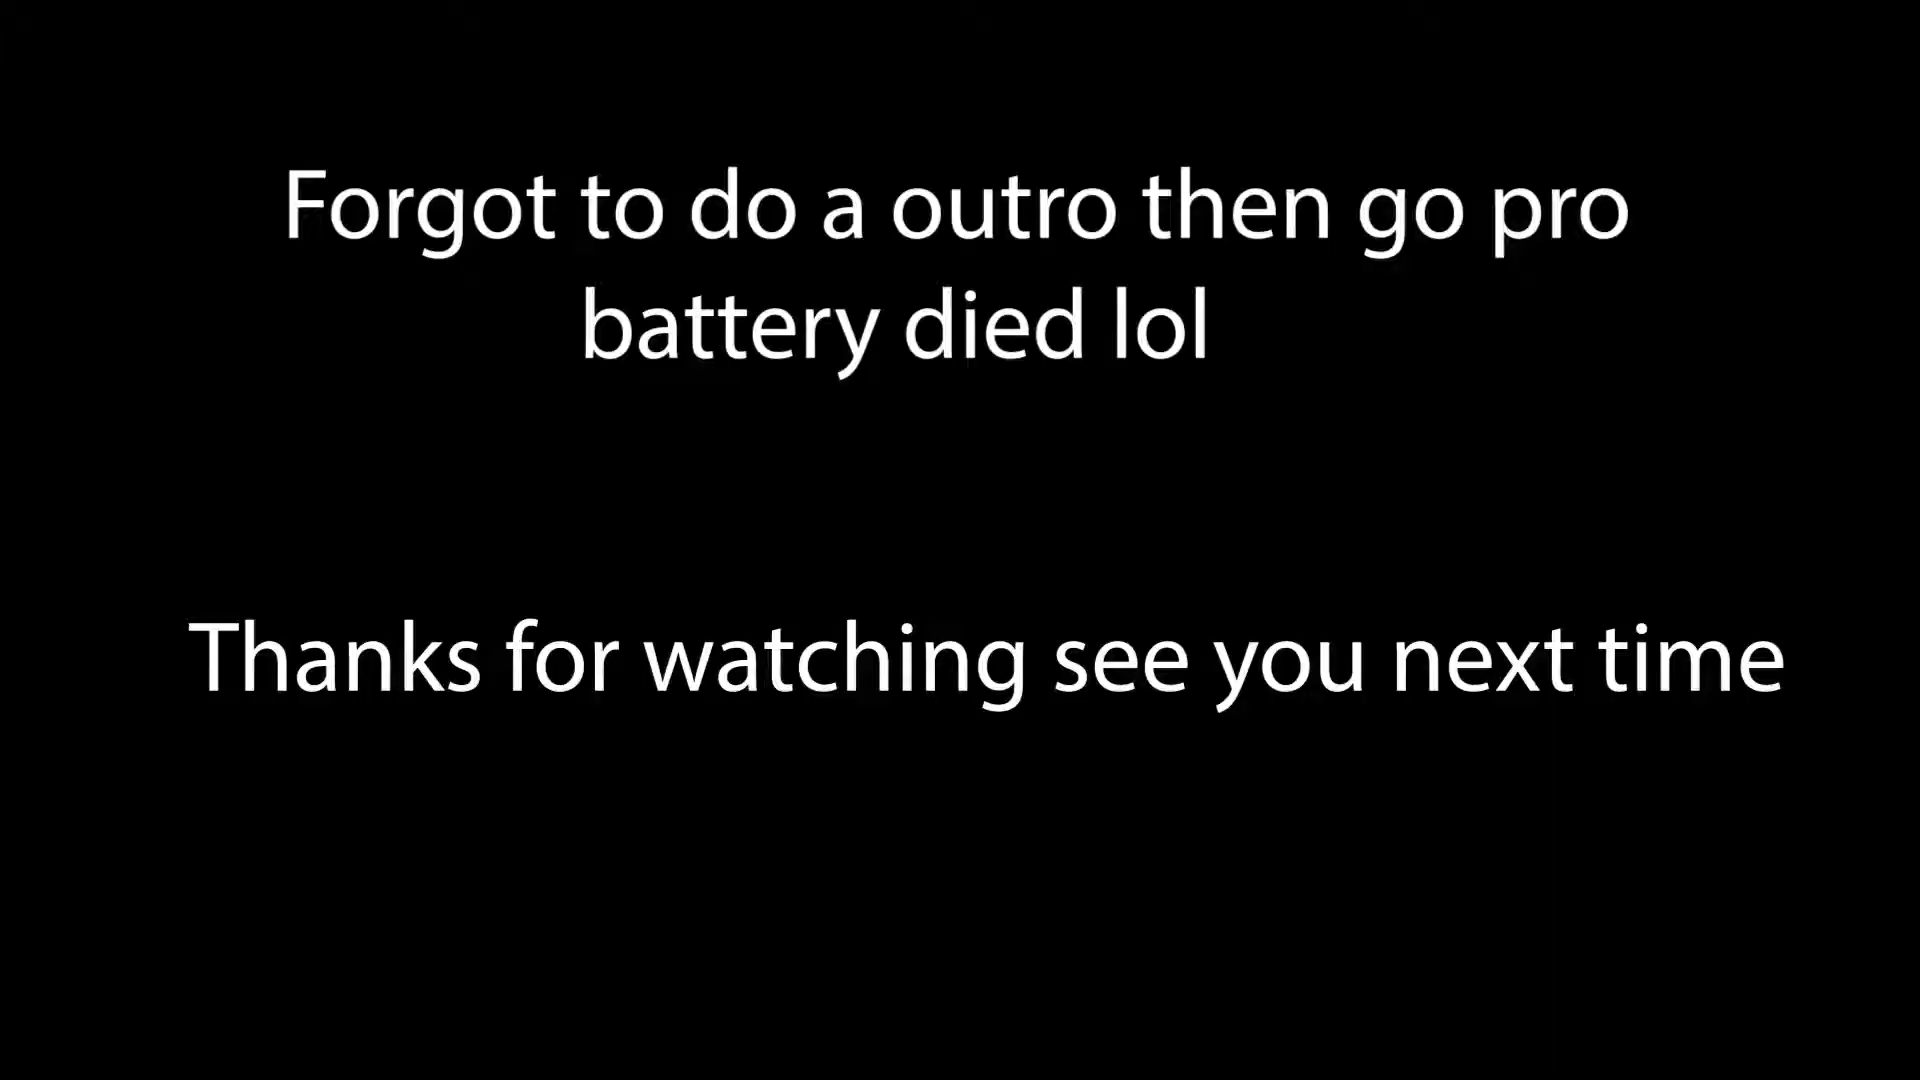 Forgot to do a outro then go pro
battery died lol
Thanks for watching see you next time